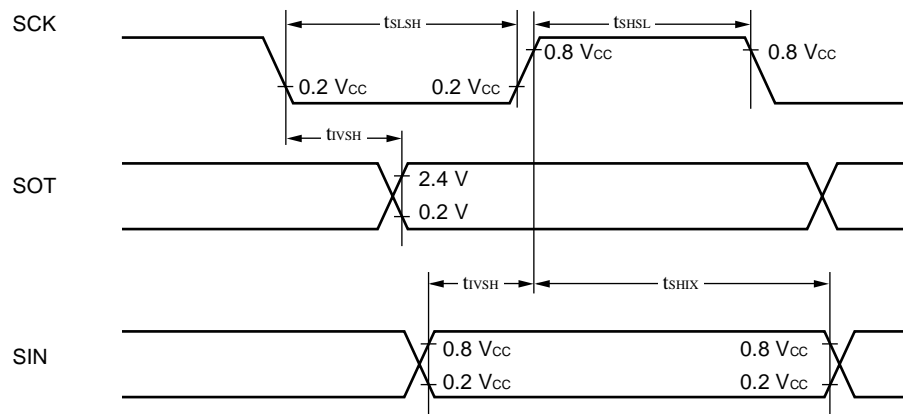 SCK
tSLSH
tSHSL
0.8 VCC
0.8 VCC
0.2 VCC
0.2 VCC
tIVSH
SOT
2.4 V
0.2 V
tIVSH
tSHIX
SIN
0.8 VCC
0.8 VCC
0.2 VCC
0.2 VCC